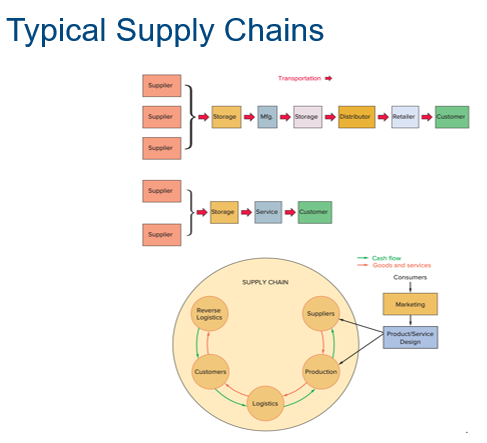 Typical Supply Chains
Transportation
Supplier
Supplier
Supplier
Storage
Mfg.
Storage
Distributor
Retailer
Customer
Supplier
Supplier
Storage
Service
Customer
Cash flow
Goods and services
Consumers
Marketing
Product/Service
Design
SUPPLY CHAIN
Reverse
Logistics
Suppliers
Customers
Production
Logistics